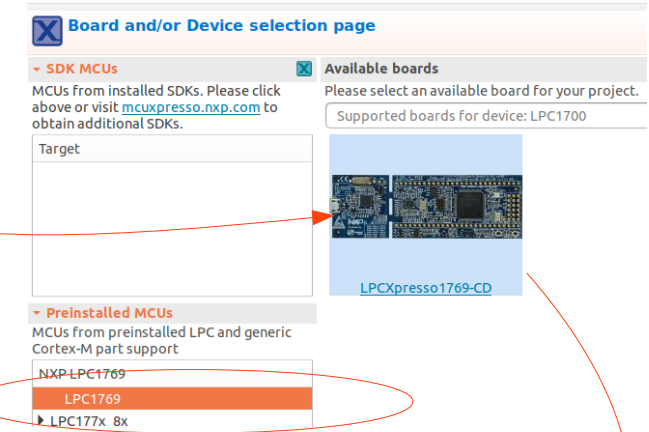 Board and/or Device selection page
SDK MCUs
MCUs from installed SDKs. Please click
above or visit mcuxpresso.nxp.com to
obtain additional SDKs.
Target
Available boards
Please select an available board for your project.
Supported boards for device: LPC1700
LPCXpresso1769-CD
Preinstalled MCUs
MCUs from preinstalled LPC and generic
Cortex-M part support
NXP LPC1769
LPC1769
LPC177x 8x